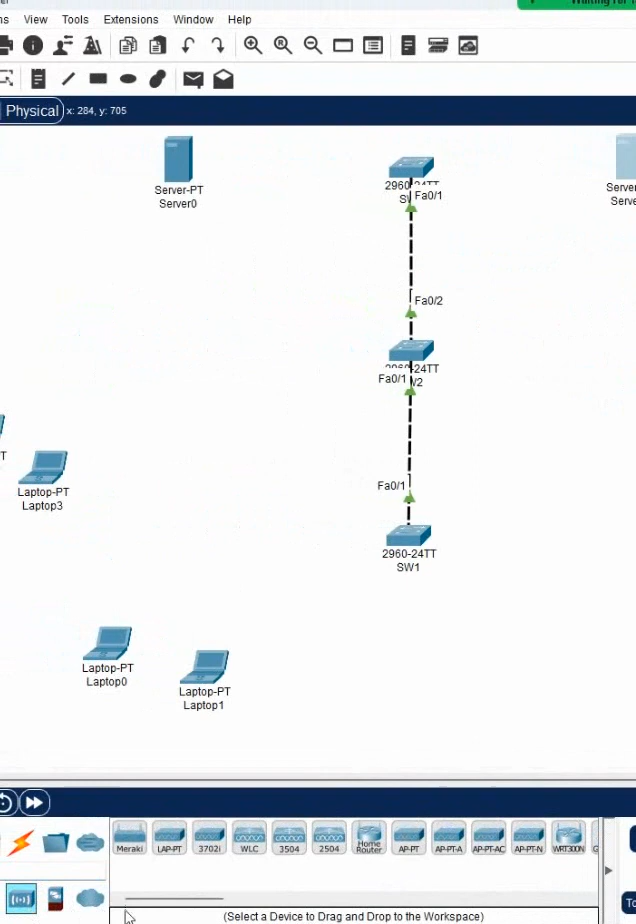 View Tools Extensions Window Help
Physical x: 284, y: 705
Server-PT
Server0
2960-24TT
Fa0/1
Fa0/2
24TT
Fa0/1
Laptop-PT
Laptop3
Fa0/1
2960-24TT
SW1
Laptop-PT
Laptop0
Laptop-PT
Laptop1
Meraki LAP-PT 3702i WLC 3504 2504 Home Router AP-PT AP-PT-A AP-PT-AC AP-PT-N WRT300N
(Select a Device to Drag and Drop to the Workspace)